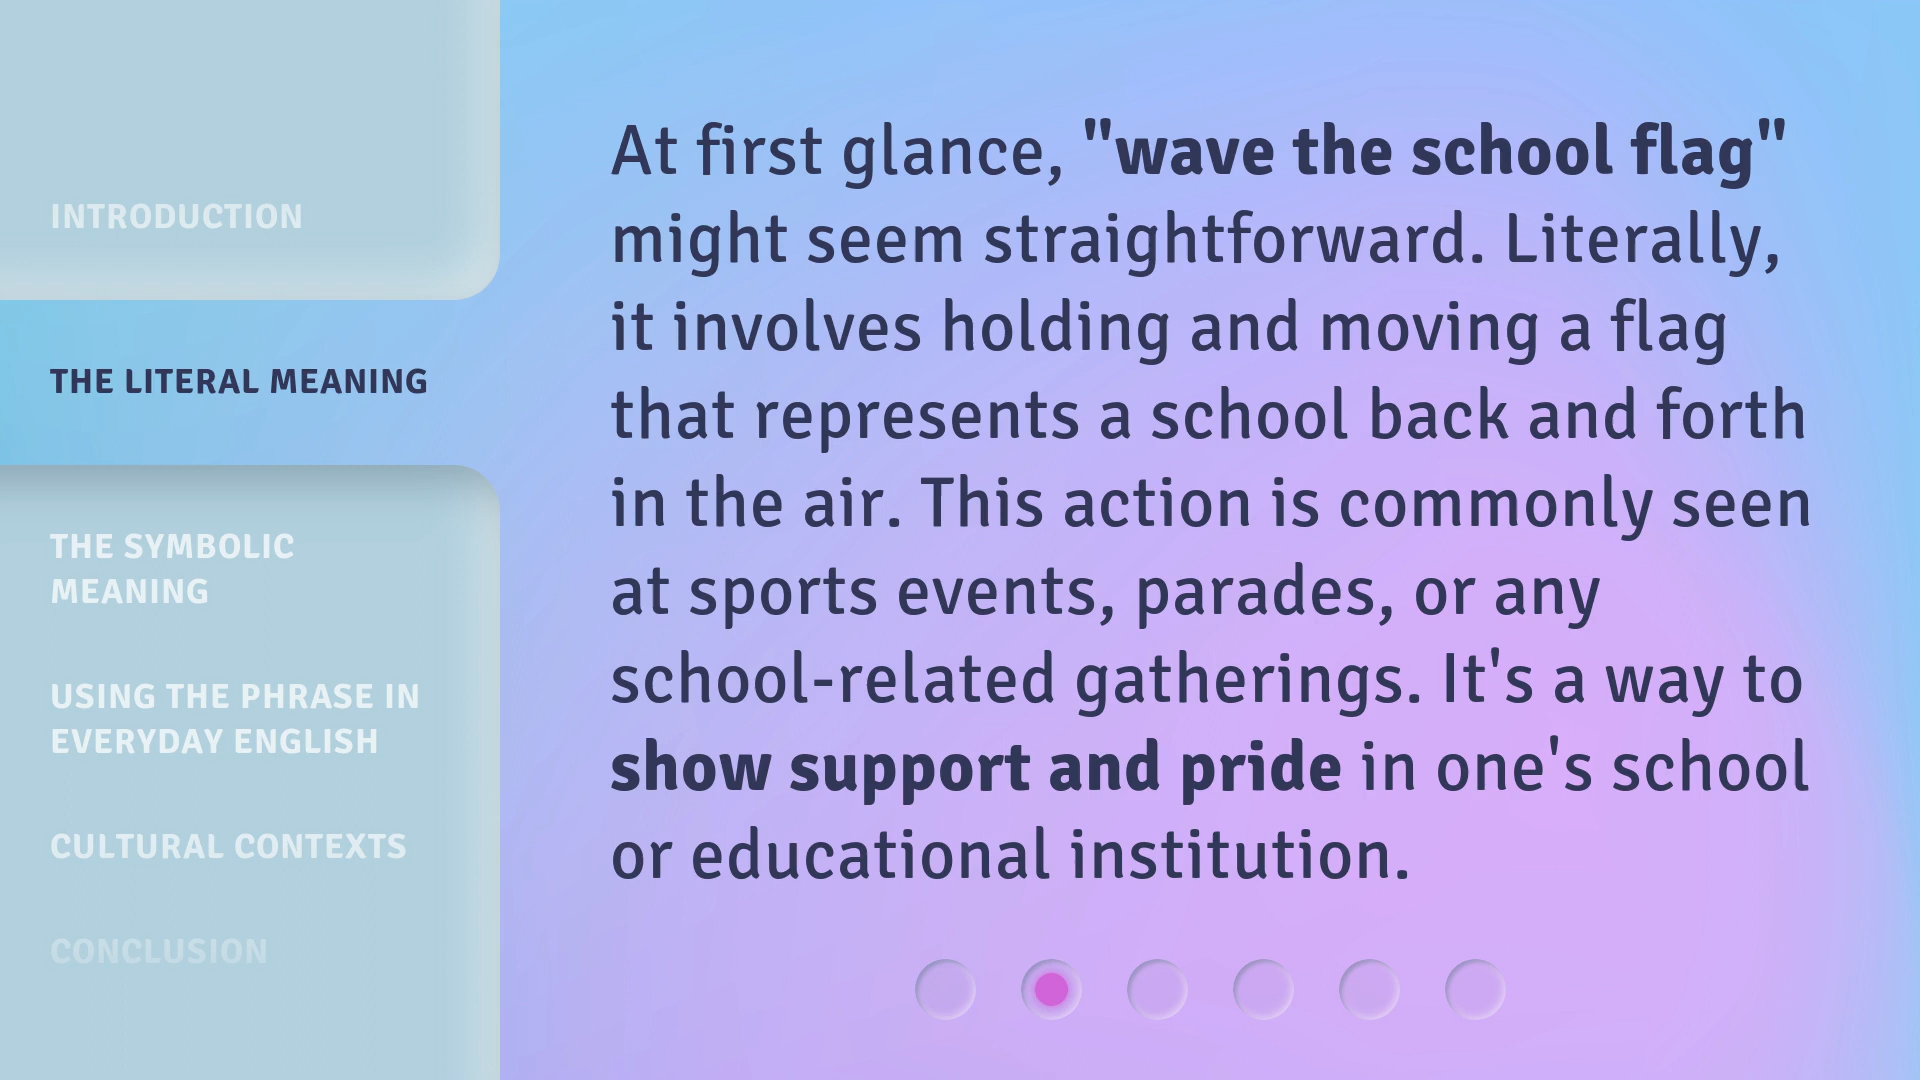 INTRODUCTION
THE LITERAL MEANING
THE SYMBOLIC
MEANING
USING THE PHRASE IN
EVERYDAY ENGLISH
CULTURAL CONTEXTS
CONCLUSION
At first glance, "wave the school flag"
might seem straightforward. Literally,
it involves holding and moving a flag
that represents a school back and forth
in the air. This action is commonly seen
at sports events, parades, or any
school-related gatherings. It's a way to
show support and pride in one's school
or educational institution.